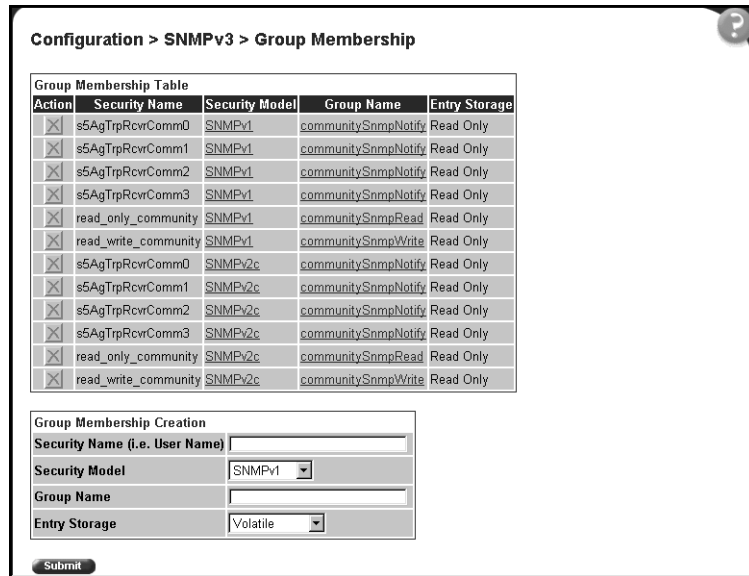 Configuration > SNMPv3 > Group Membership
?
Group Membership Table
Action Security Name Security Model Group Name Entry Storage
s5AgTrpRcvrComm0 SNMPv1 communitySnmpNotify Read Only
s5AgTrpRcvrComm1 SNMPv1 communitySnmpNotify Read Only
s5AgTrpRcvrComm2 SNMPv1 communitySnmpNotify Read Only
s5AgTrpRcvrComm3 SNMPv1 communitySnmpNotify Read Only
read_only_community SNMPv1 communitySnmpRead Read Only
read_write_community SNMPv1 communitySnmpWrite Read Only
s5AgTrpRcvrComm0 SNMPv2c communitySnmpNotify Read Only
s5AgTrpRcvrComm1 SNMPv2c communitySnmpNotify Read Only
s5AgTrpRcvrComm2 SNMPv2c communitySnmpNotify Read Only
s5AgTrpRcvrComm3 SNMPv2c communitySnmpNotify Read Only
read_only_community SNMPv2c communitySnmpRead Read Only
read_write_community SNMPv2c communitySnmpWrite Read Only
Group Membership Creation
Security Name (i.e. User Name)
Security Model SNMPv1
Group Name
Entry Storage Volatile
Submit